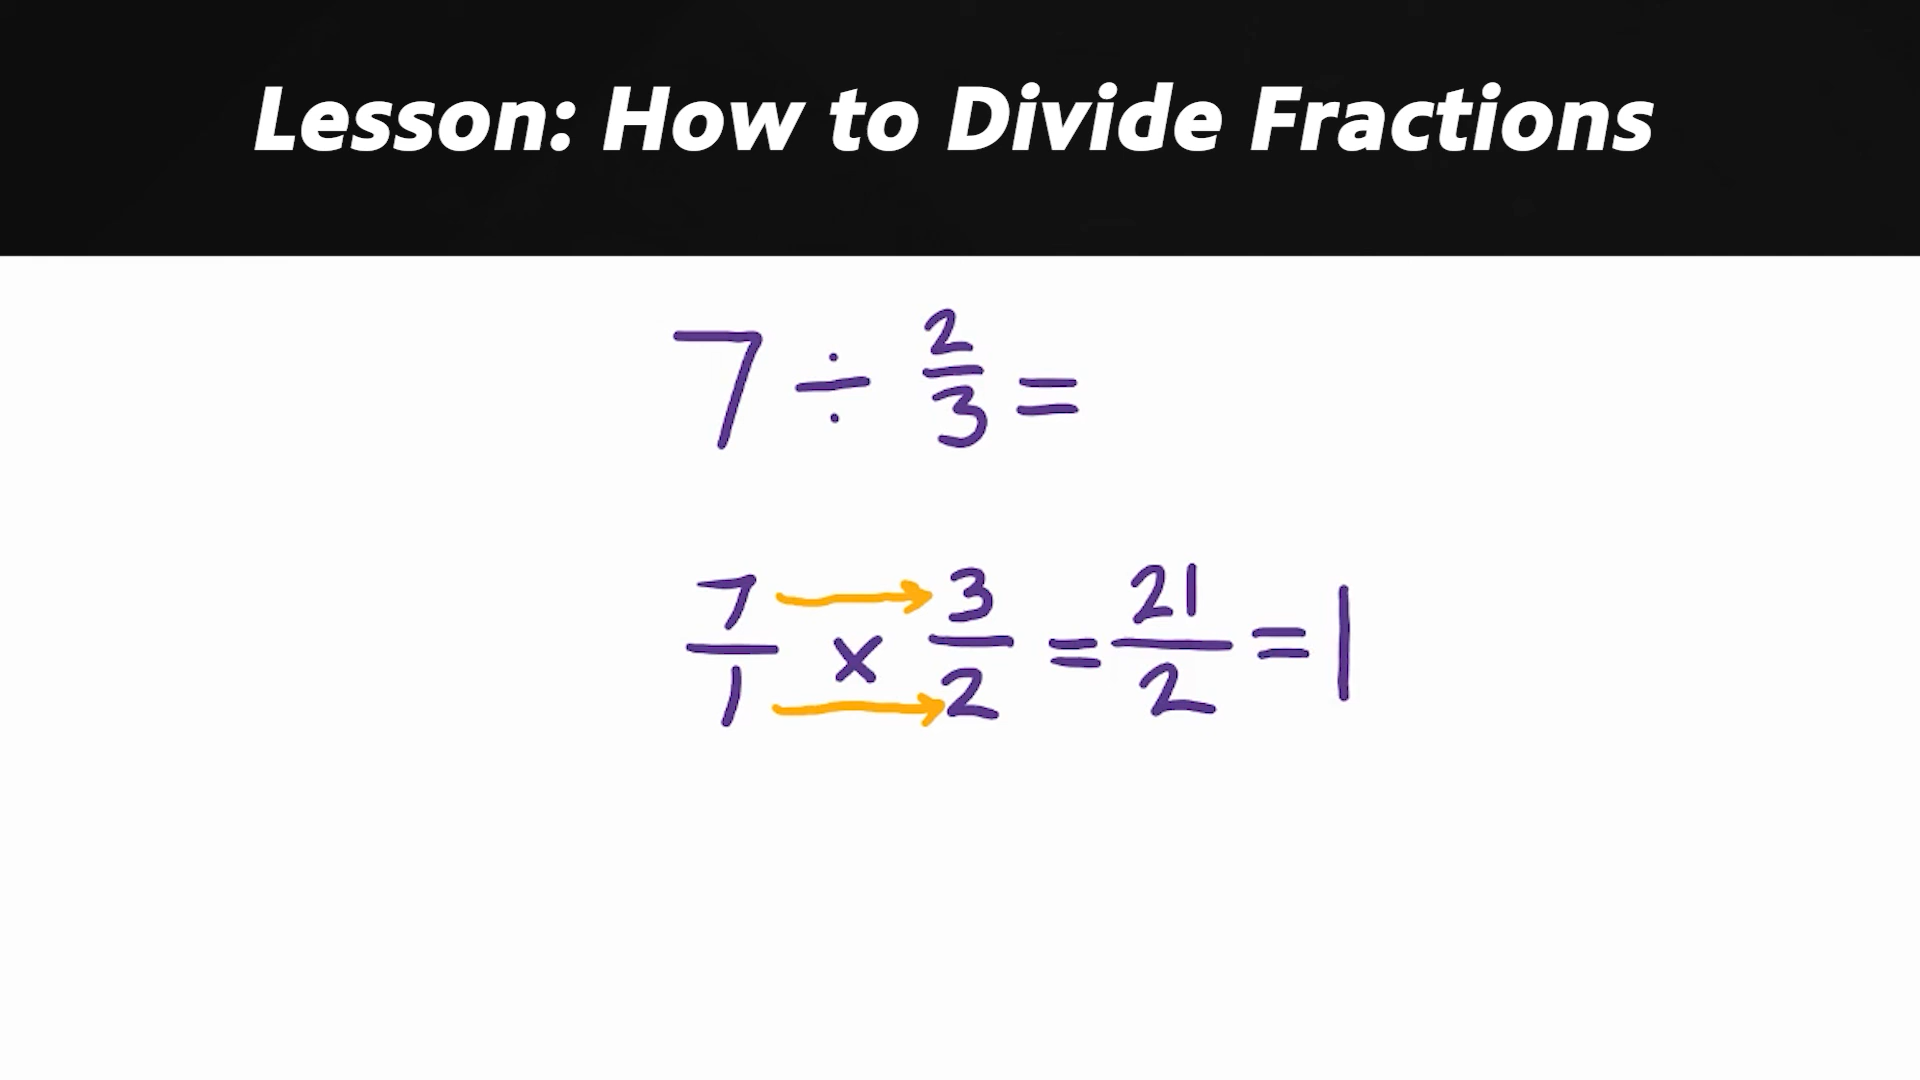 Lesson: How to Divide Fractions
7 ÷ 2/3 =
7/1 x 3/2 = 21/2 = 1